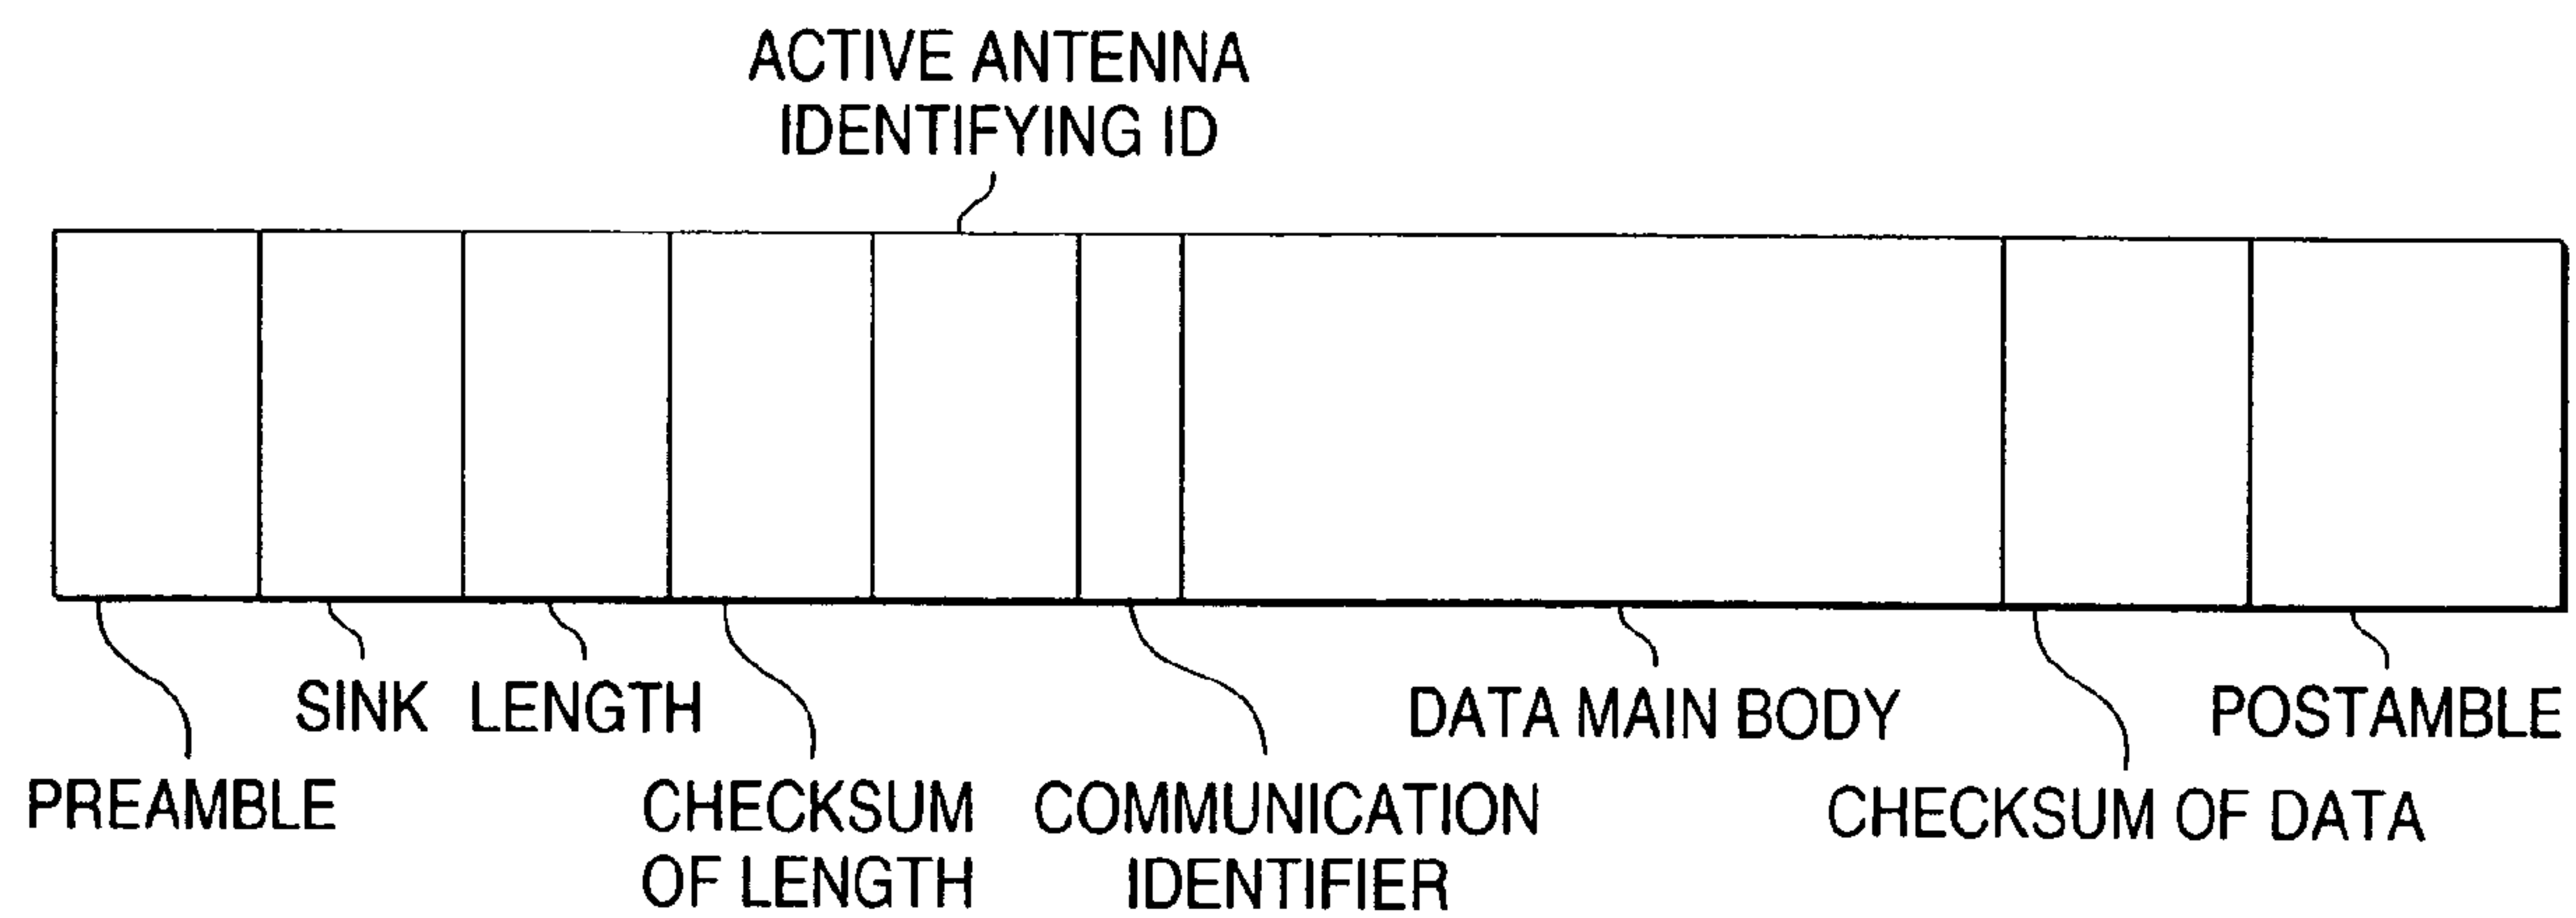 ACTIVE ANTENNA
IDENTIFYING ID
PREAMBLE
SINK
LENGTH
CHECKSUM
OF LENGTH
COMMUNICATION
IDENTIFIER
DATA MAIN BODY
CHECKSUM OF DATA
POSTAMBLE